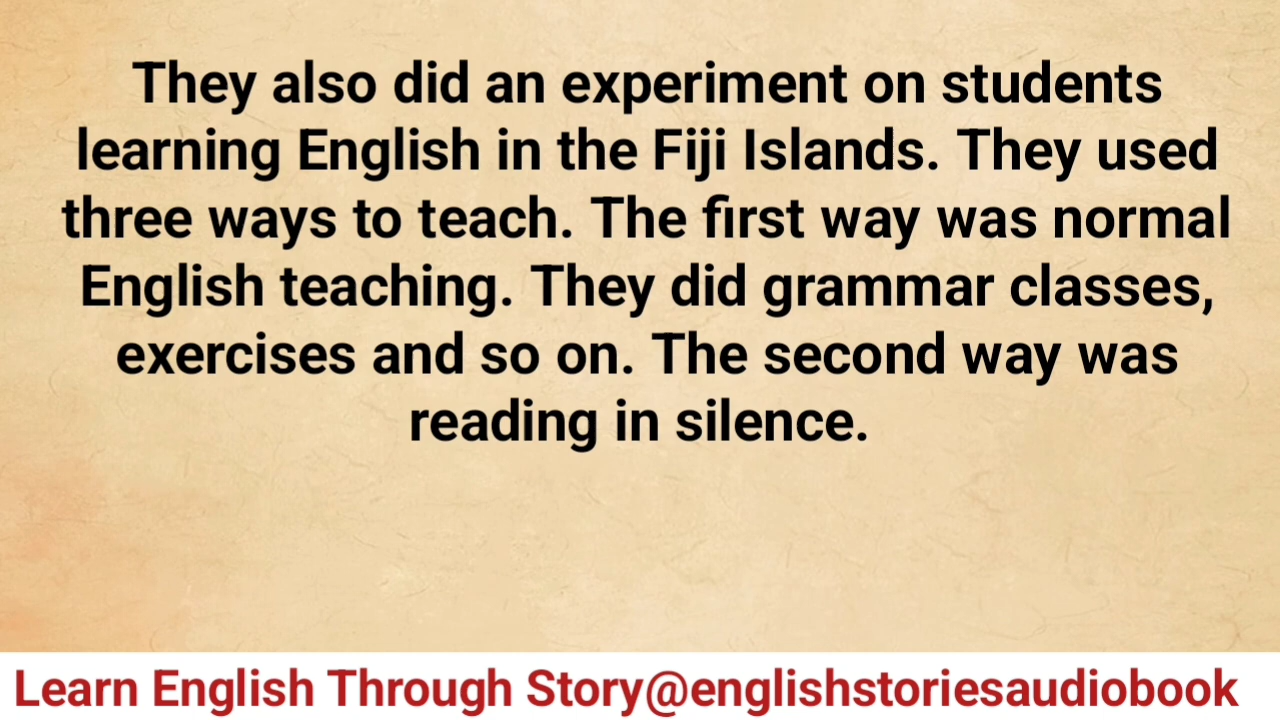 They also did an experiment on students
learning English in the Fiji Islands. They used
three ways to teach. The first way was normal
English teaching. They did grammar classes,
exercises and so on. The second way was
reading in silence.
Learn English Through Story@englishstoriesaudiobook